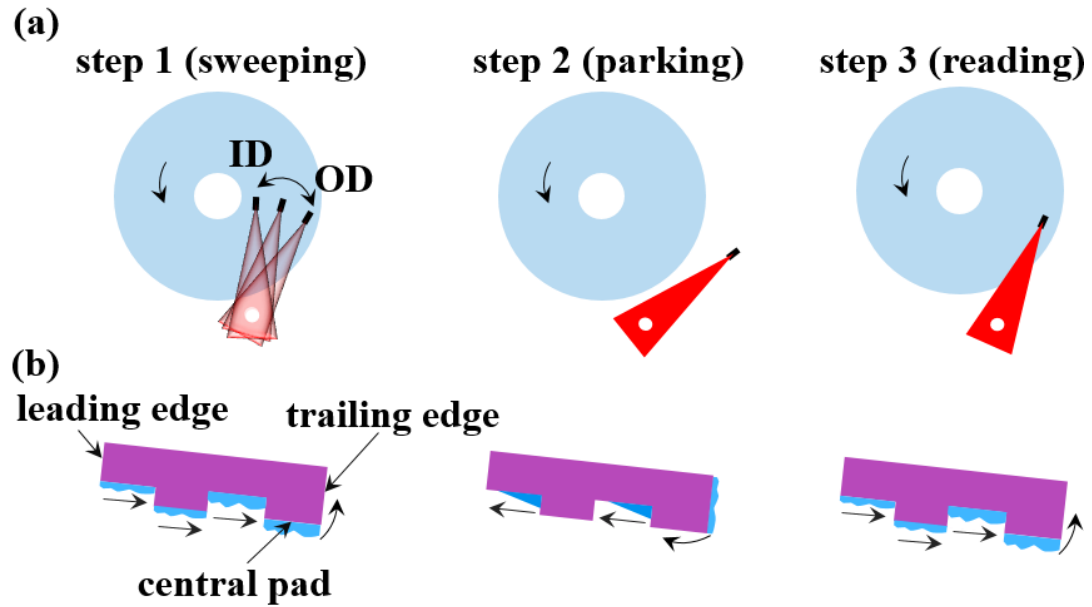 (a)
step 1 (sweeping)
step 2 (parking)
step 3 (reading)
ID
OD
(b)
leading edge
trailing edge
central pad